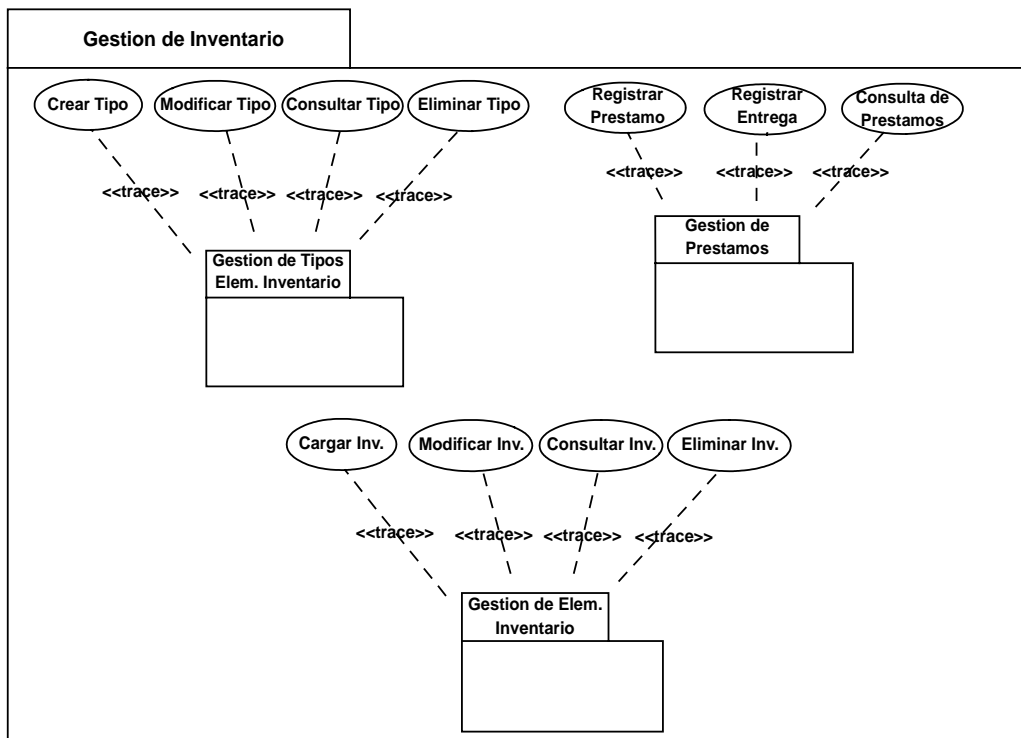 Gestion de Inventario
Crear Tipo
Modificar Tipo
Consultar Tipo
Eliminar Tipo
Registrar
Prestamo
Registrar
Entrega
Consulta de
Prestamos
<<trace>>
<<trace>>
<<trace>>
<<trace>>
<<trace>>
<<trace>>
<<trace>>
Gestion de Tipos
Elem. Inventario
Gestion de
Prestamos
Cargar Inv.
Modificar Inv.
Consultar Inv.
Eliminar Inv.
<<trace>>
<<trace>>
<<trace>>
<<trace>>
Gestion de Elem.
Inventario